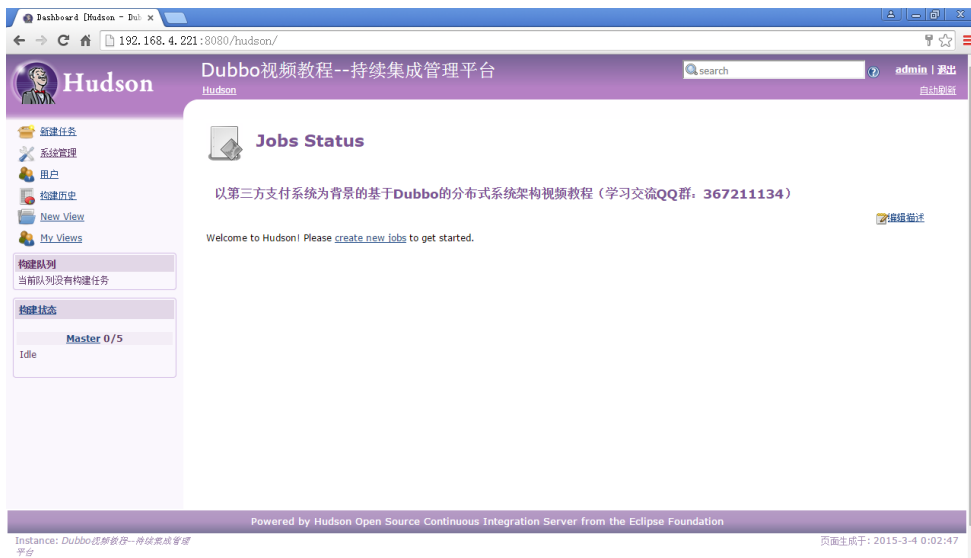 Dashboard [Hudson - Dub
192.168.4.221:8080/hudson/
Hudson
Dubbo视频教程--持续集成管理平台
Hudson
search
admin | 退出
自动刷新
新建任务
系统管理
用户
构建历史
New View
My Views
构建队列
当前队列没有构建任务
构建状态
Master 0/5
Idle
Jobs Status
以第三方支付系统为背景的基于Dubbo的分布式系统架构视频教程（学习交流QQ群：367211134）
编辑描述
Welcome to Hudson! Please create new jobs to get started.
Powered by Hudson Open Source Continuous Integration Server from the Eclipse Foundation
Instance: Dubbo视频教程--持续集成管理
平台
页面生成于: 2015-3-4 0:02:47